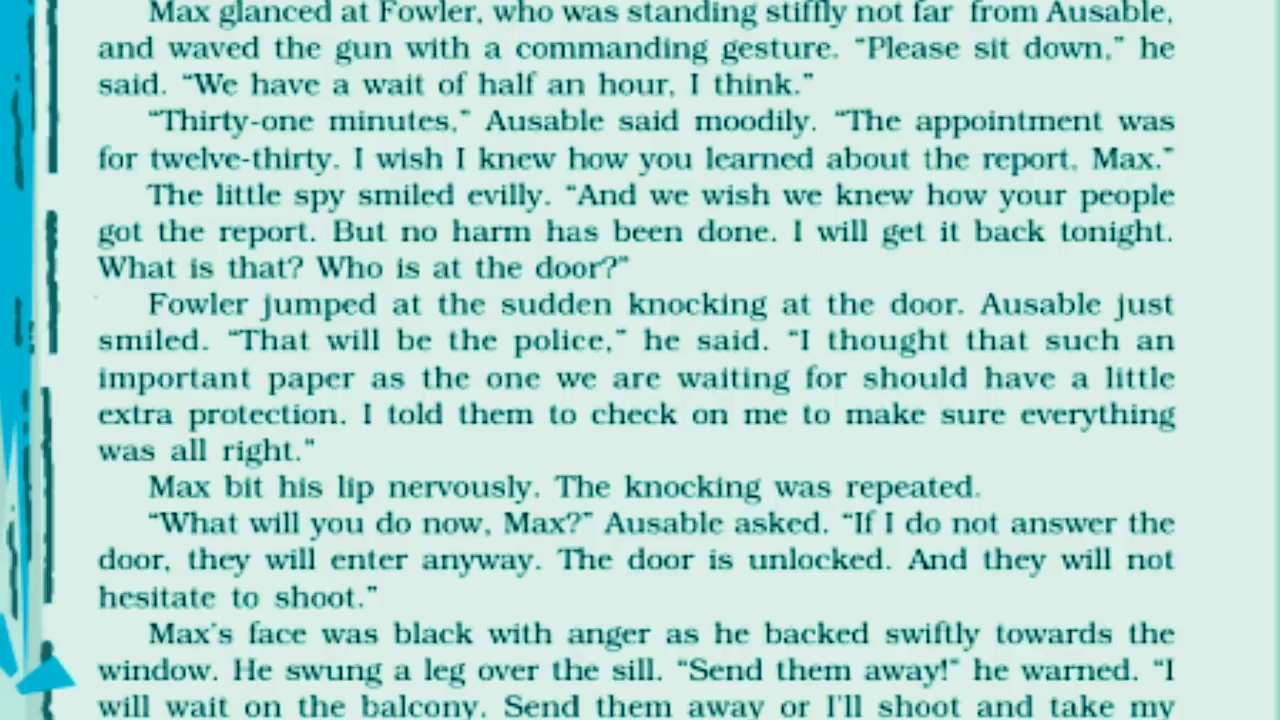 Max glanced at Fowler, who was standing stiffly not far from Ausable,
and waved the gun with a commanding gesture. “Please sit down,” he
said. “We have a wait of half an hour, I think.”
“Thirty-one minutes,” Ausable said moodily. “The appointment was
for twelve-thirty. I wish I knew how you learned about the report, Max.”
The little spy smiled evilly. “And we wish we knew how your people
got the report. But no harm has been done. I will get it back tonight.
What is that? Who is at the door?”
Fowler jumped at the sudden knocking at the door. Ausable just
smiled. “That will be the police,” he said. “I thought that such an
important paper as the one we are waiting for should have a little
extra protection. I told them to check on me to make sure everything
was all right.”
Max bit his lip nervously. The knocking was repeated.
“What will you do now, Max?” Ausable asked. “If I do not answer the
door, they will enter anyway. The door is unlocked. And they will not
hesitate to shoot.”
Max’s face was black with anger as he backed swiftly towards the
window. He swung a leg over the sill. “Send them away!” he warned. “I
will wait on the balcony. Send them away or I’ll shoot and take my